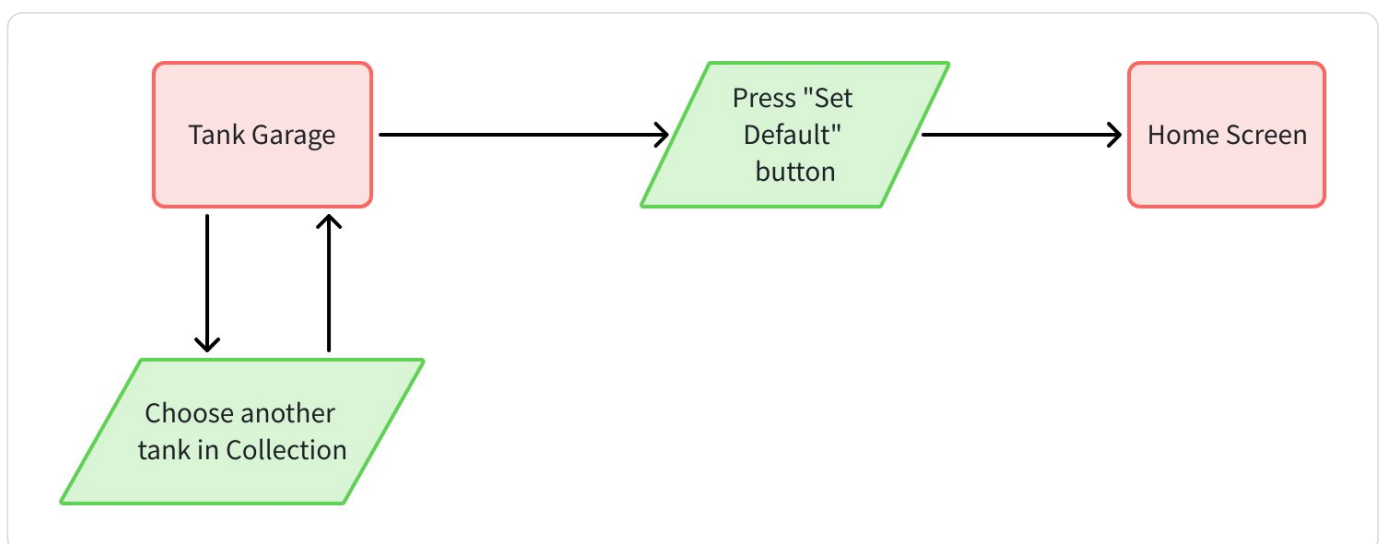 Tank Garage
Press "Set
Default"
button
Home Screen
Choose another
tank in Collection